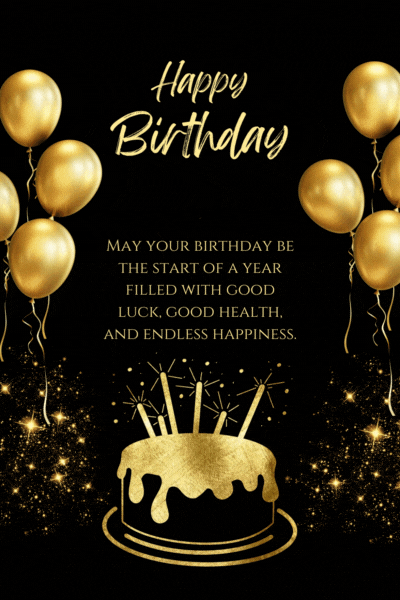 Happy
Birthday
May your birthday be
the start of a year
filled with good
luck, good health,
and endless happiness.